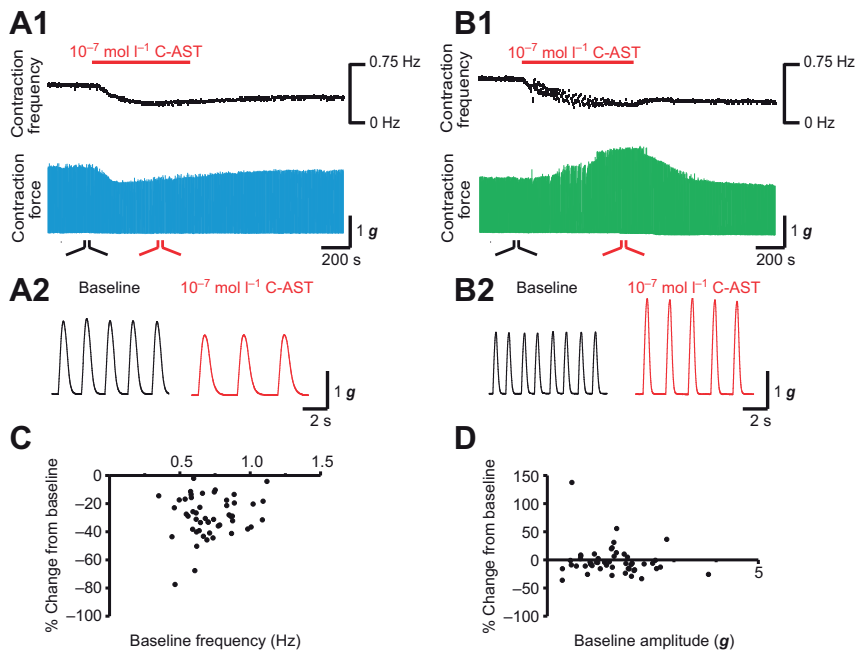 A1
10⁻⁷ mol l⁻¹ C-AST
Contraction
frequency
0.75 Hz
0 Hz
Contraction
force
1 g
200 s
B1
10⁻⁷ mol l⁻¹ C-AST
Contraction
frequency
0.75 Hz
0 Hz
Contraction
force
1 g
200 s
A2
Baseline
10⁻⁷ mol l⁻¹ C-AST
1 g
2 s
B2
Baseline
10⁻⁷ mol l⁻¹ C-AST
1 g
2 s
C
% Change from baseline
0.5 1.0 1.5
0
–20
–40
–60
–80
–100
Baseline frequency (Hz)
D
% Change from baseline
150
100
50
0
–50
–100
5
Baseline amplitude (g)